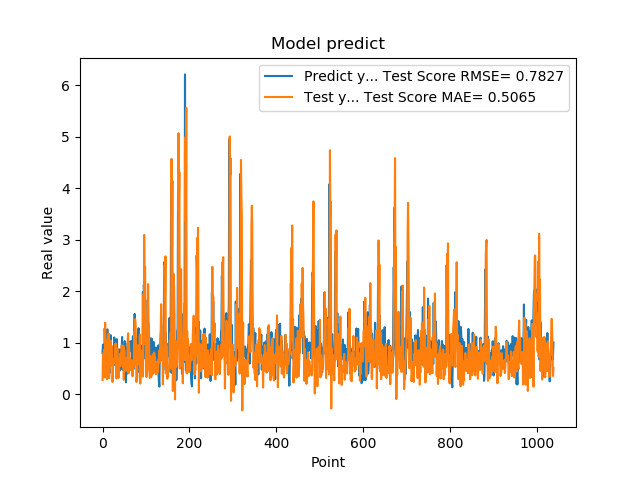 Model predict
Predict y... Test Score RMSE= 0.7827
Test y... Test Score MAE= 0.5065
Real value
6
5
4
3
2
1
0
0 200 400 600 800 1000
Point